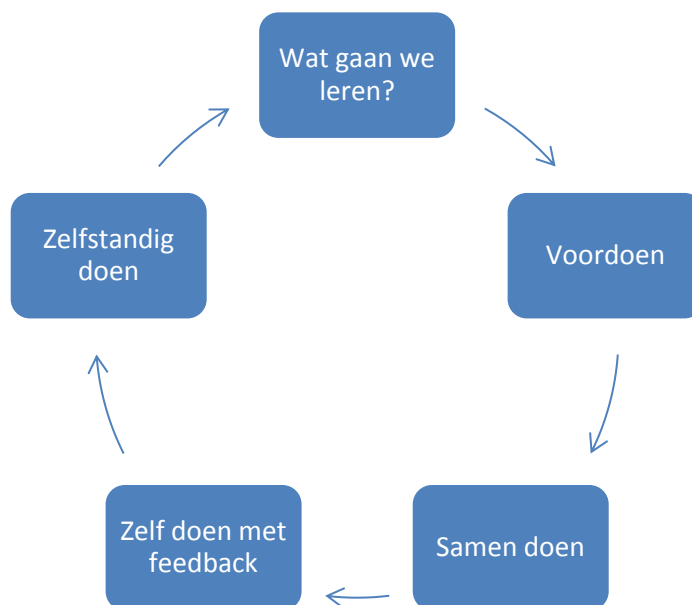 Wat gaan we
leren?
Voordoen
Samen doen
Zelf doen met
feedback
Zelfstandig
doen